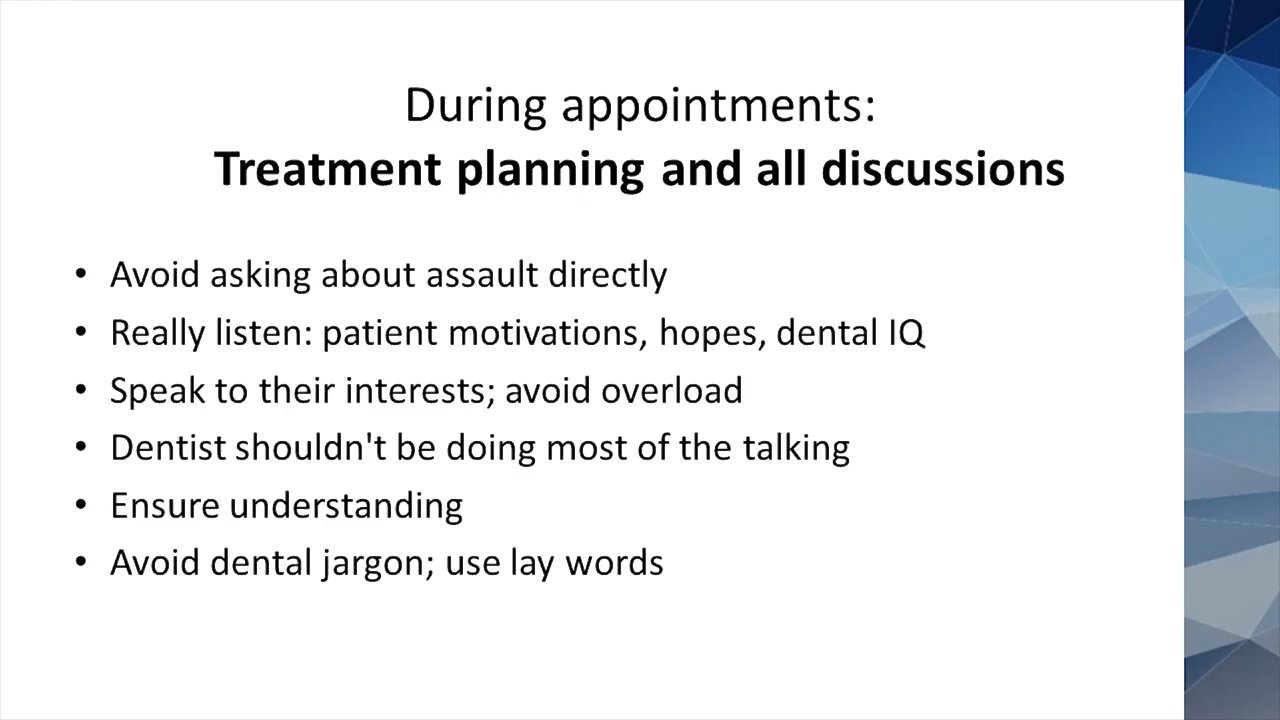 During appointments:
Treatment planning and all discussions
• Avoid asking about assault directly
• Really listen: patient motivations, hopes, dental IQ
• Speak to their interests; avoid overload
• Dentist shouldn't be doing most of the talking
• Ensure understanding
• Avoid dental jargon; use lay words